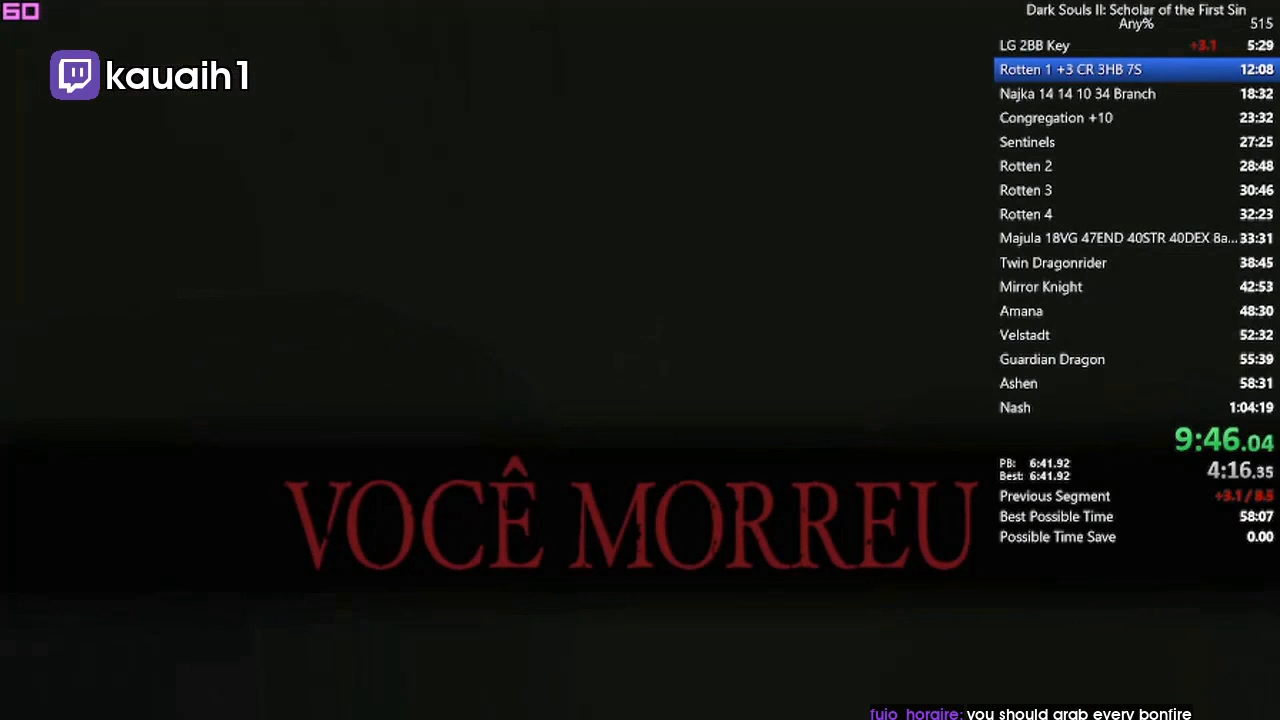 60
kauaih1
Dark Souls II: Scholar of the First Sin
Any% 515
LG 2BB Key +3.1 5:29
Rotten 1 +3 CR 3HB 7S 12:08
Najka 14 14 10 34 Branch 18:32
Congregation +10 23:32
Sentinels 27:25
Rotten 2 28:48
Rotten 3 30:46
Rotten 4 32:23
Majula 18VG 47END 40STR 40DEX 8a... 33:31
Twin Dragonrider 38:45
Mirror Knight 42:53
Amana 48:30
Velstadt 52:32
Guardian Dragon 55:39
Ashen 58:31
Nash 1:04:19
9:46.04
PB: 6:41.92 4:16.35
Best: 6:41.92
Previous Segment +3.1 / 8.5
Best Possible Time 58:07
Possible Time Save 0.00
VOCÊ MORREU
fujo_horaire: you should grab every bonfire